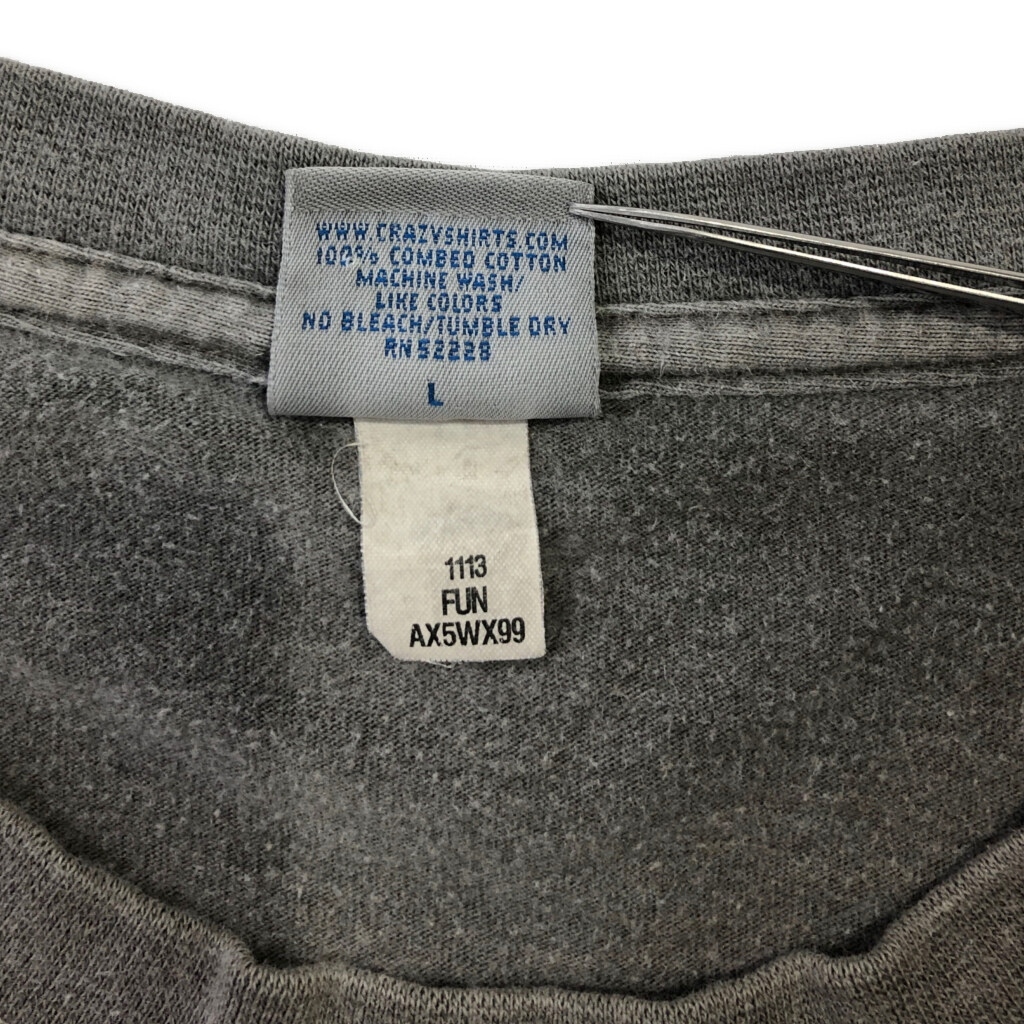 WWW.CRAZYSHIRTS.COM
100% COMBED COTTON
MACHINE WASH/
LIKE COLORS
NO BLEACH/TUMBLE DRY
RN 52228
L
1113
FUN
AX5WX99